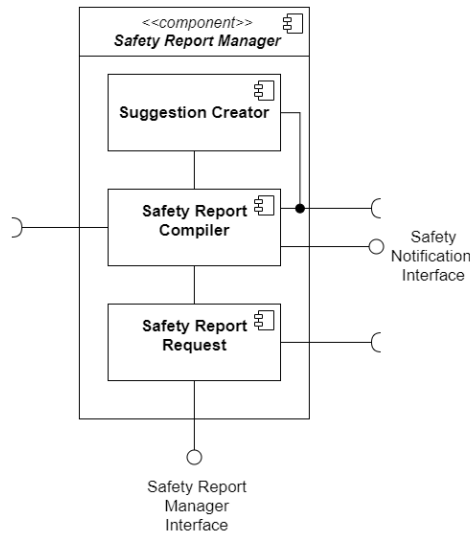 <<component>>
Safety Report Manager
Suggestion Creator
Safety Report
Compiler
Safety
Notification
Interface
Safety Report
Request
Safety Report
Manager
Interface